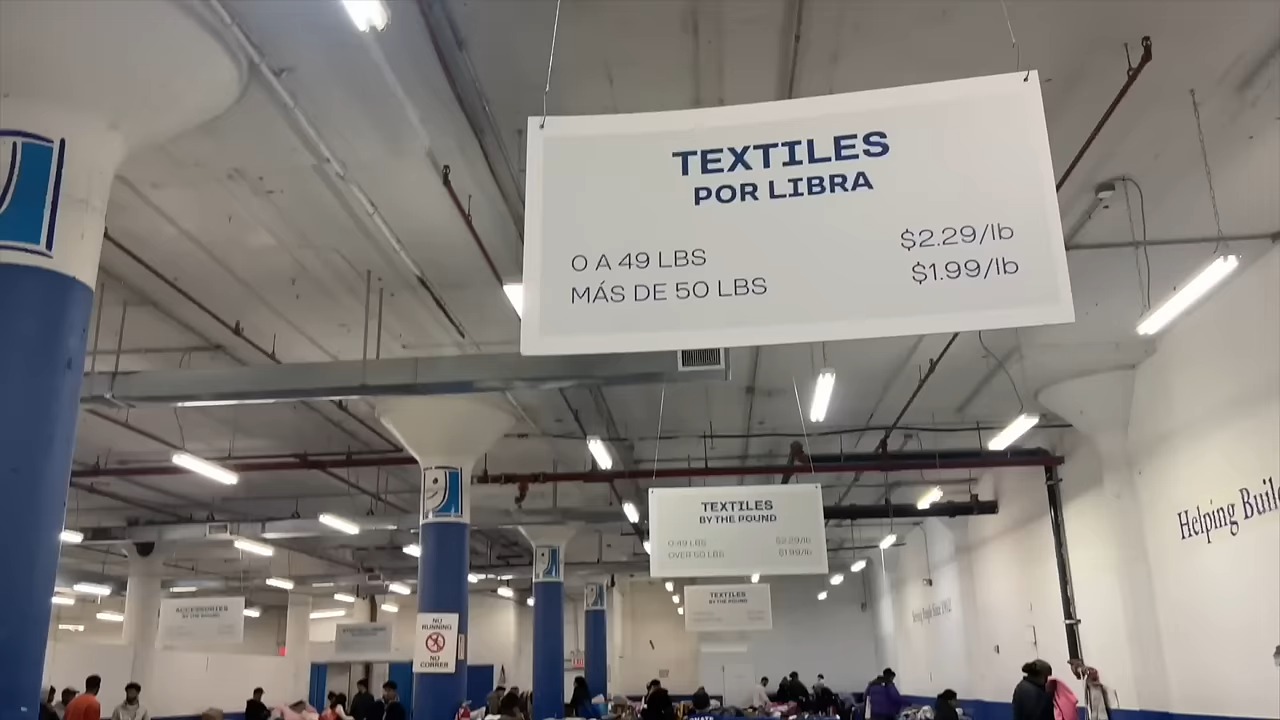 TEXTILES
POR LIBRA
0 A 49 LBS $2.29/lb
MÁS DE 50 LBS $1.99/lb
TEXTILES
BY THE POUND
0-49 LBS $2.29/lb
OVER 50 LBS $1.99/lb
TEXTILES
BY THE POUND
ACCESSORIES
BY THE POUND
NO
RUNNING
NO
CORRER
Helping Buil
EXIT